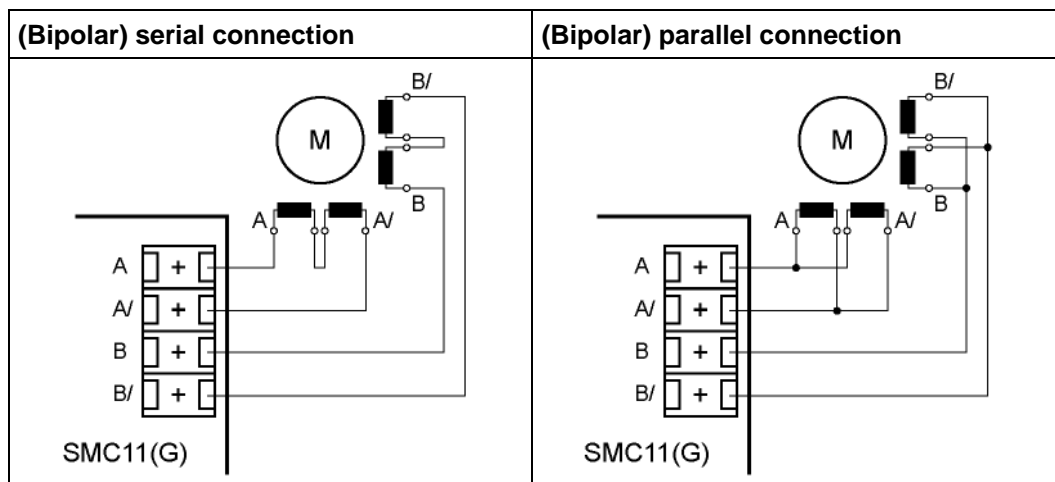 (Bipolar) serial connection
(Bipolar) parallel connection
B/
M
B
A A/
A +
A/ +
B +
B/ +
SMC11(G)
B/
M
B
A A/
A +
A/ +
B +
B/ +
SMC11(G)